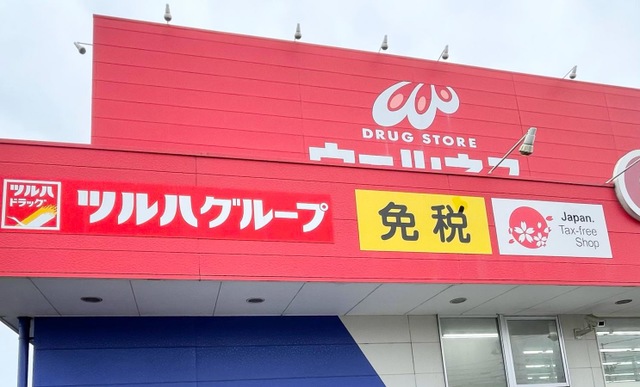 DRUG STORE
ツルハ
ドラッグ
ツルハグループ
免税
Japan.
Tax-free
Shop